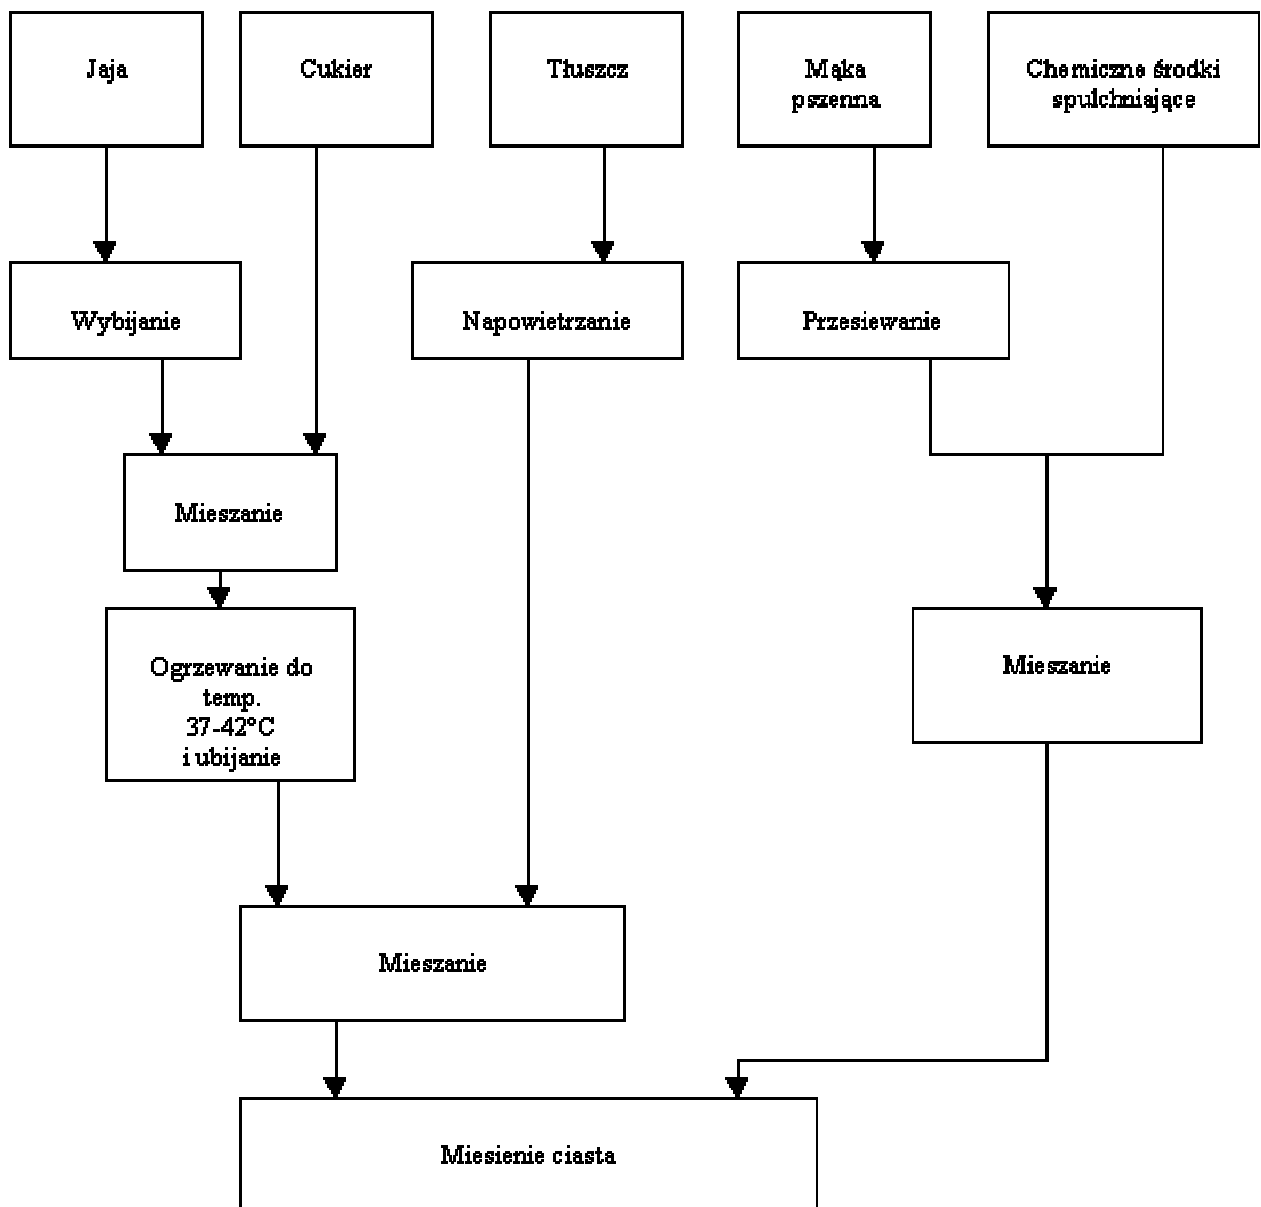 Jaja
Cukier
Tłuszcz
Mąka
pszenna
Chemiczne środki
spulchniające
Wybijanie
Napowietrzanie
Przesiewanie
Mieszanie
Ogrzewanie do
temp.
37-42°C
i ubijanie
Mieszanie
Mieszanie
Miesienie ciasta